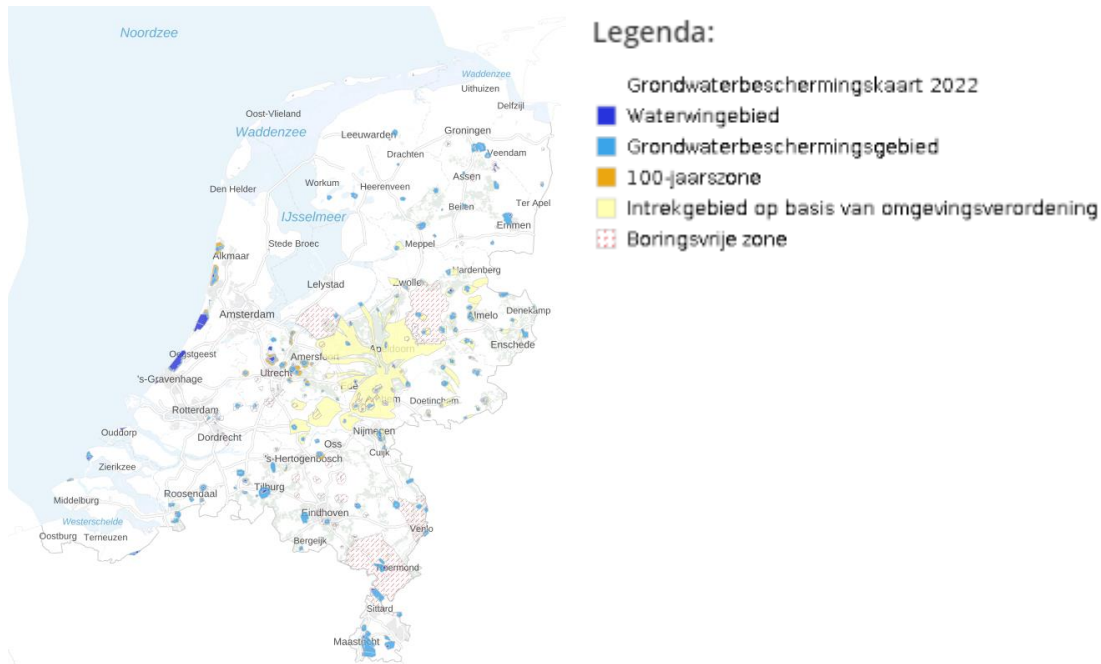 Noordzee
Legenda:
Waddenzee
Grondwaterbeschermingskaart 2022
Uithuizen
Delfzijl
Oost-Vlieland
Waterwingebied
Waddenzee
Leeuwarden
Groningen
Grondwaterbeschermingsgebied
Drachten
Veendam
Assen
100-jaarszone
Den Helder
Workum
Heerenveen
Beilen
Ter Apel
Intrekgebied op basis van omgevingsverordening
IJsselmeer
Emmen
Stede Broec
Meppel
Boringsvrije zone
Alkmaar
Hardenberg
Lelystad
Zwolle
Amsterdam
Almelo
Denekamp
Enschede
Oegstgeest
Amersfoort
Apeldoorn
Utrecht
's-Gravenhage
Doetinchem
Rotterdam
Ouddorp
Dordrecht
Nijmegen
Oss
Cuijk
's-Hertogenbosch
Zierikzee
Middelburg
Roosendaal
Tilburg
Westerschelde
Eindhoven
Venlo
Oostburg
Terneuzen
Bergeijk
Roermond
Sittard
Maastricht